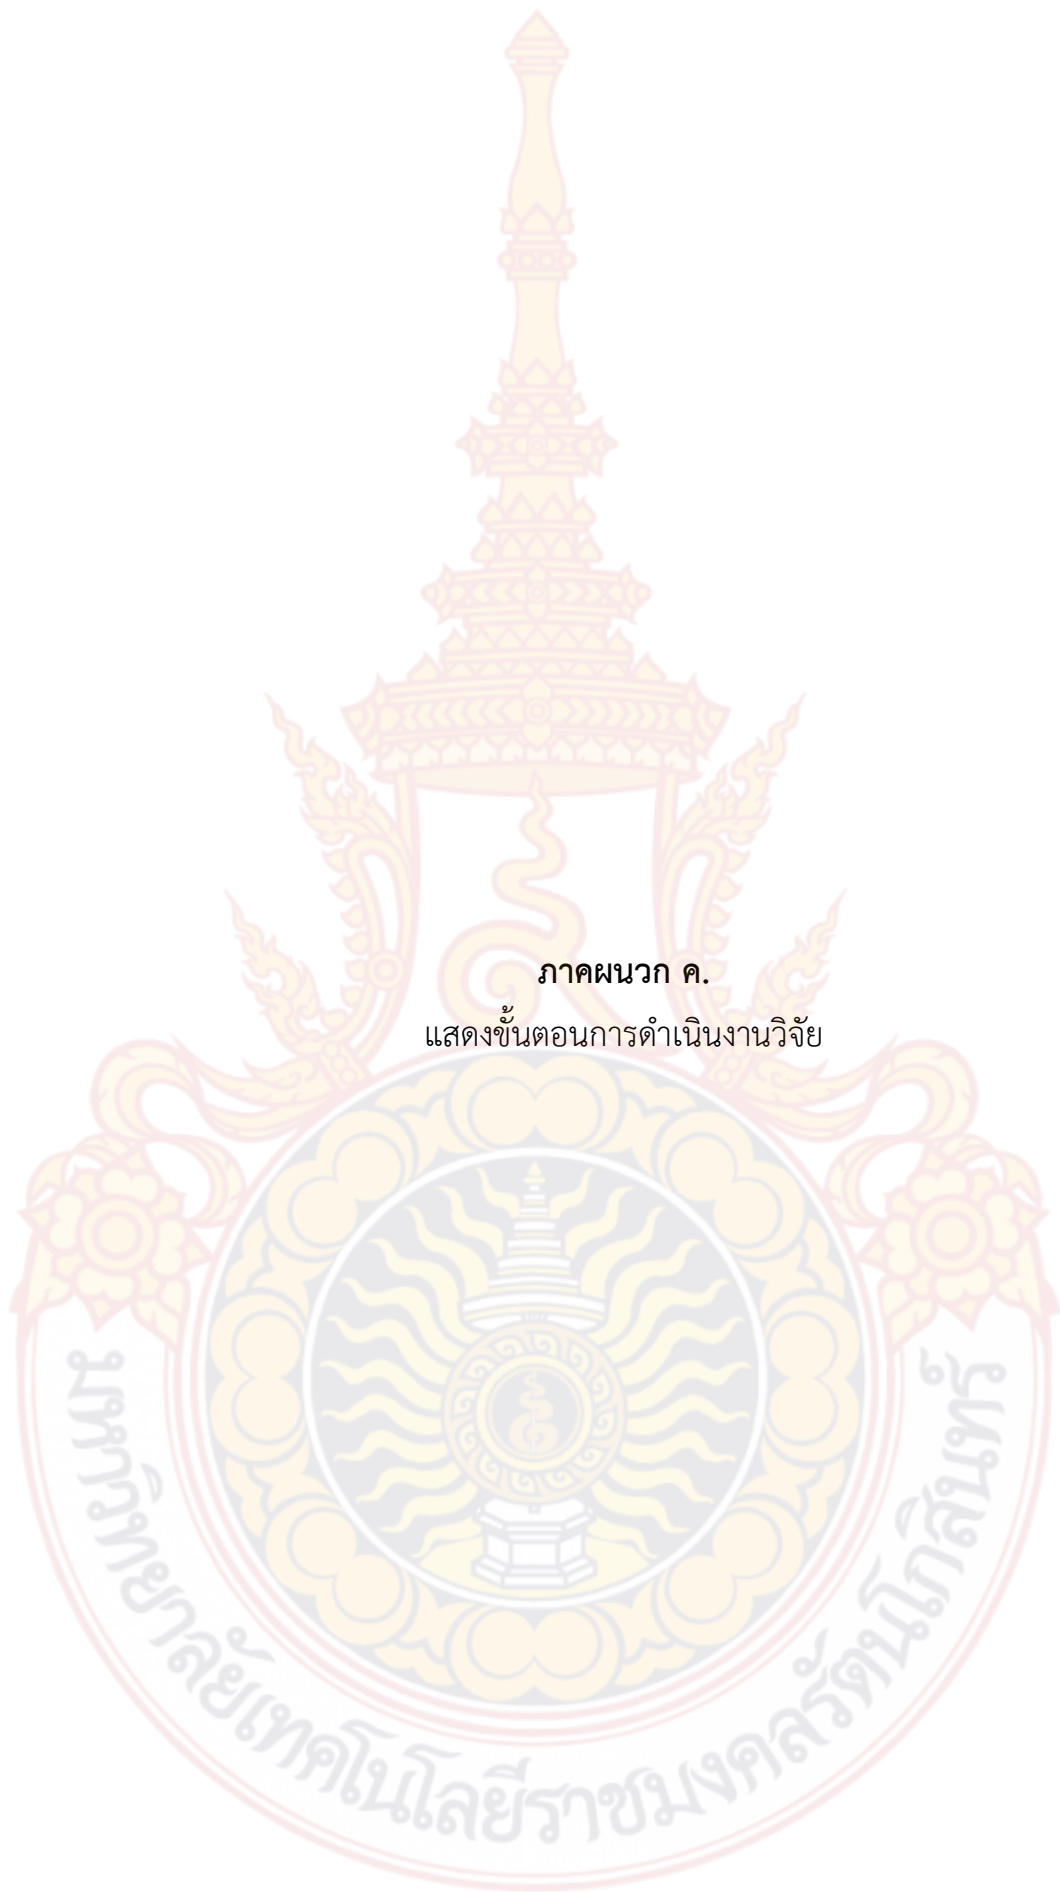 ภาคผนวก ค.
แสดงขั้นตอนการดำเนินงานวิจัย
มหาวิทยาลัยเทคโนโลยีราชมงคลรัตนโกสินทร์